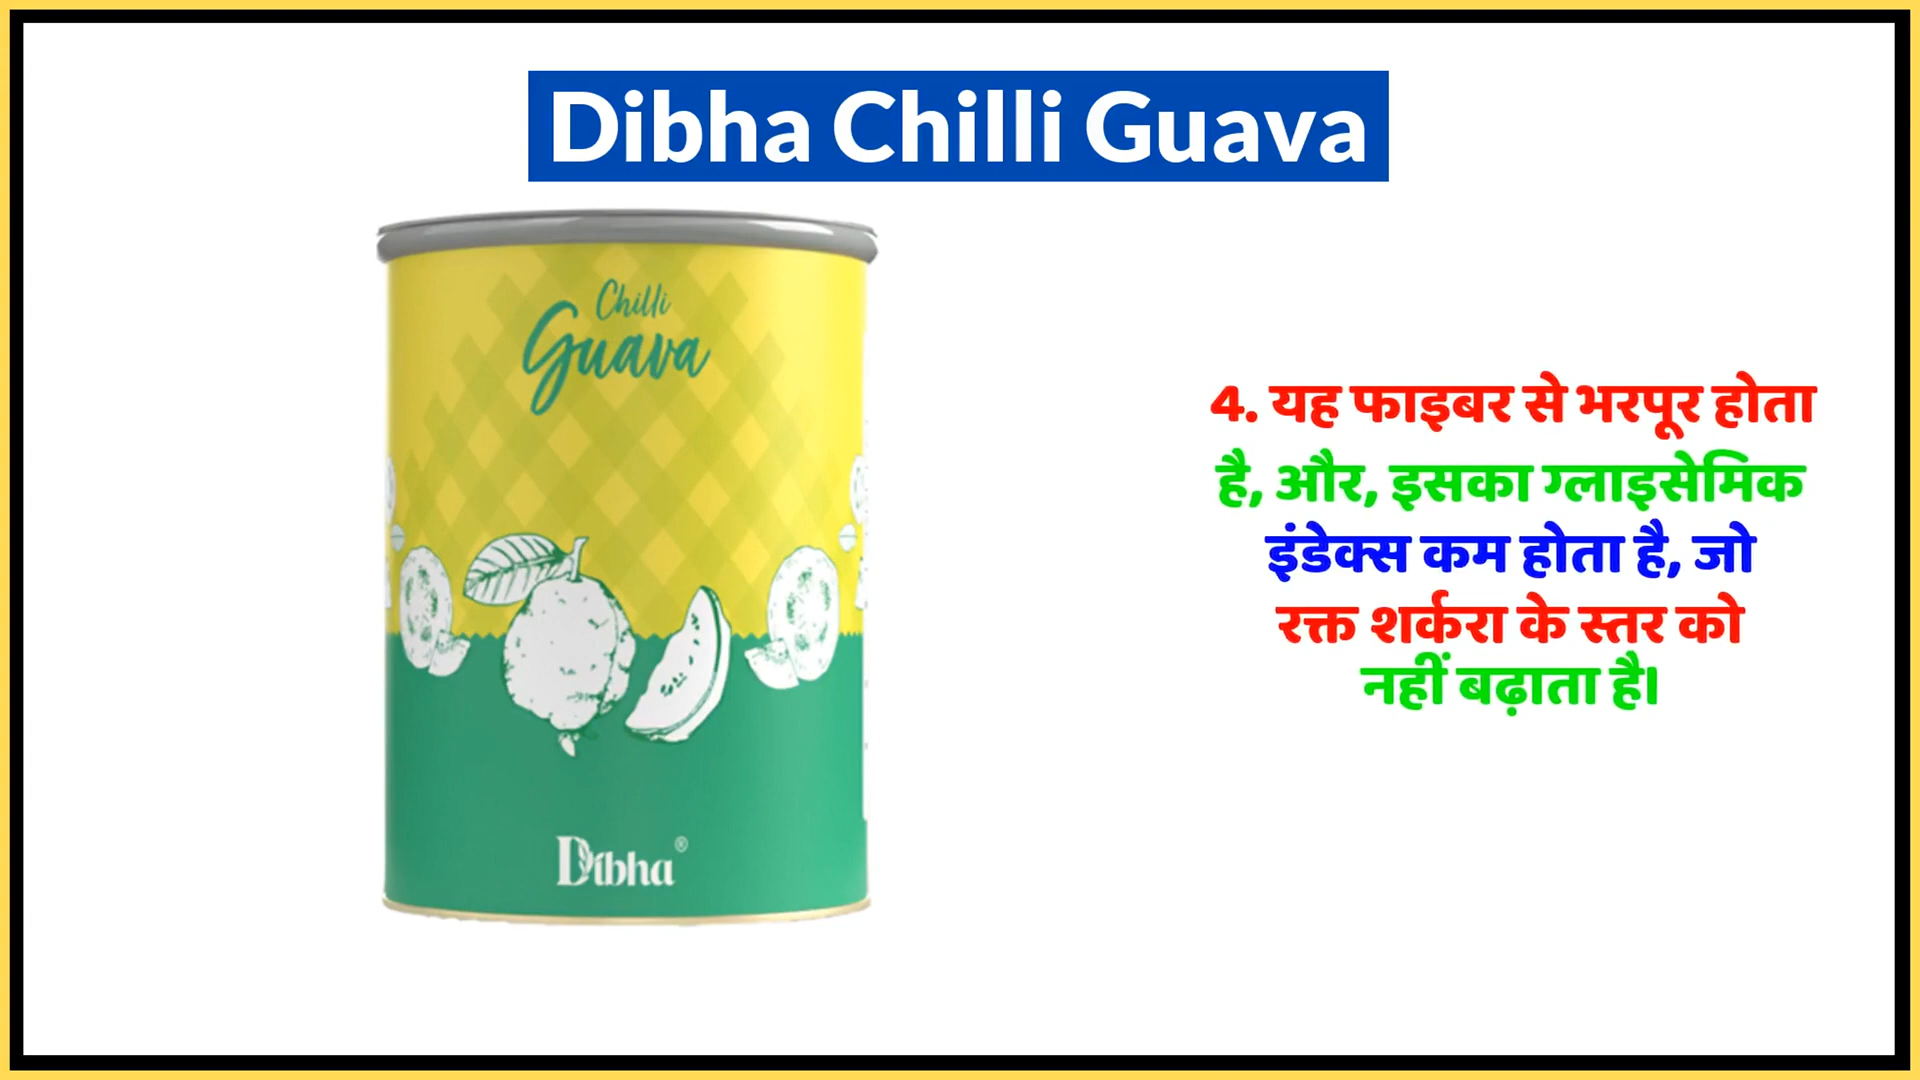 Dibha Chilli Guava
Chilli
Guava
4. यह फाइबर से भरपूर होता
है, और, इसका ग्लाइसेमिक
इंडेक्स कम होता है, जो
रक्त शर्करा के स्तर को
नहीं बढ़ाता है।
Dibha®